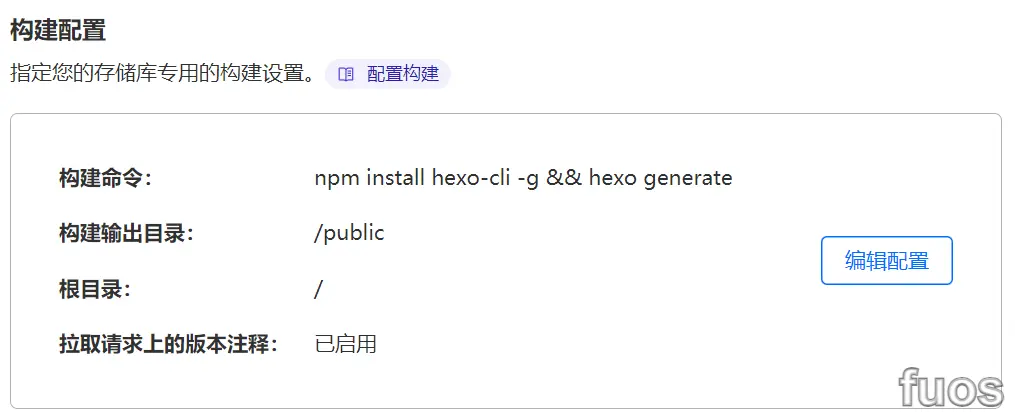 构建配置
指定您的存储库专用的构建设置。 配置构建
构建命令： npm install hexo-cli -g && hexo generate
构建输出目录： /public
编辑配置
根目录： /
拉取请求上的版本注释： 已启用
fuos